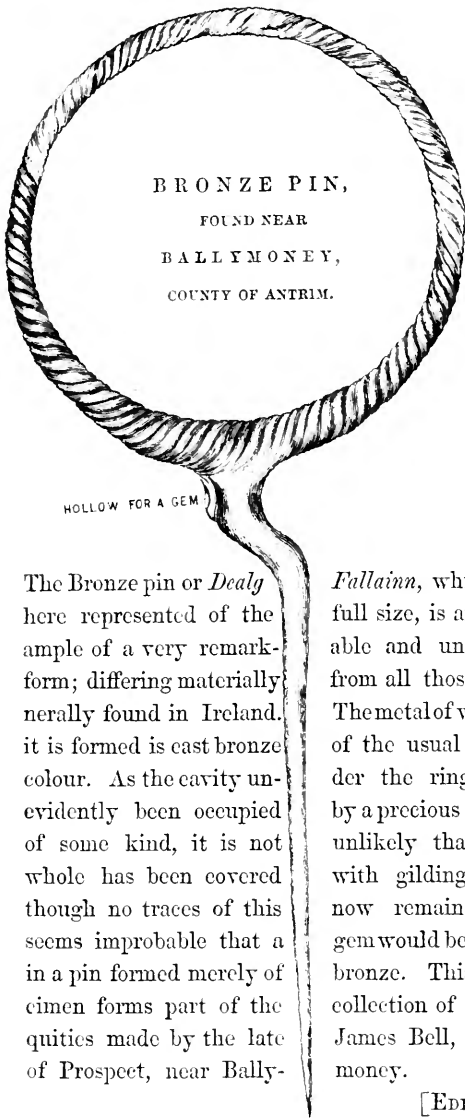 BRONZE PIN,
FOUND NEAR
BALLYMONEY,
COUNTY OF ANTRIM.
HOLLOW FOR A GEM
The Bronze pin or Dealg Fallainn, wh
here represented of the full size, is a
ample of a very remark- able and un
form; differing materially from all thos
nerally found in Ireland. The metal of w
it is formed is cast bronze of the usual
colour. As the cavity un- der the ring
evidently been occupied by a precious
of some kind, it is not unlikely tha
whole has been covered with gilding
though no traces of this now remain
seems improbable that a gem would be
in a pin formed merely of bronze. Thi
cimen forms part of the collection of
quities made by the late James Bell,
of Prospect, near Bally- money.
[EDI